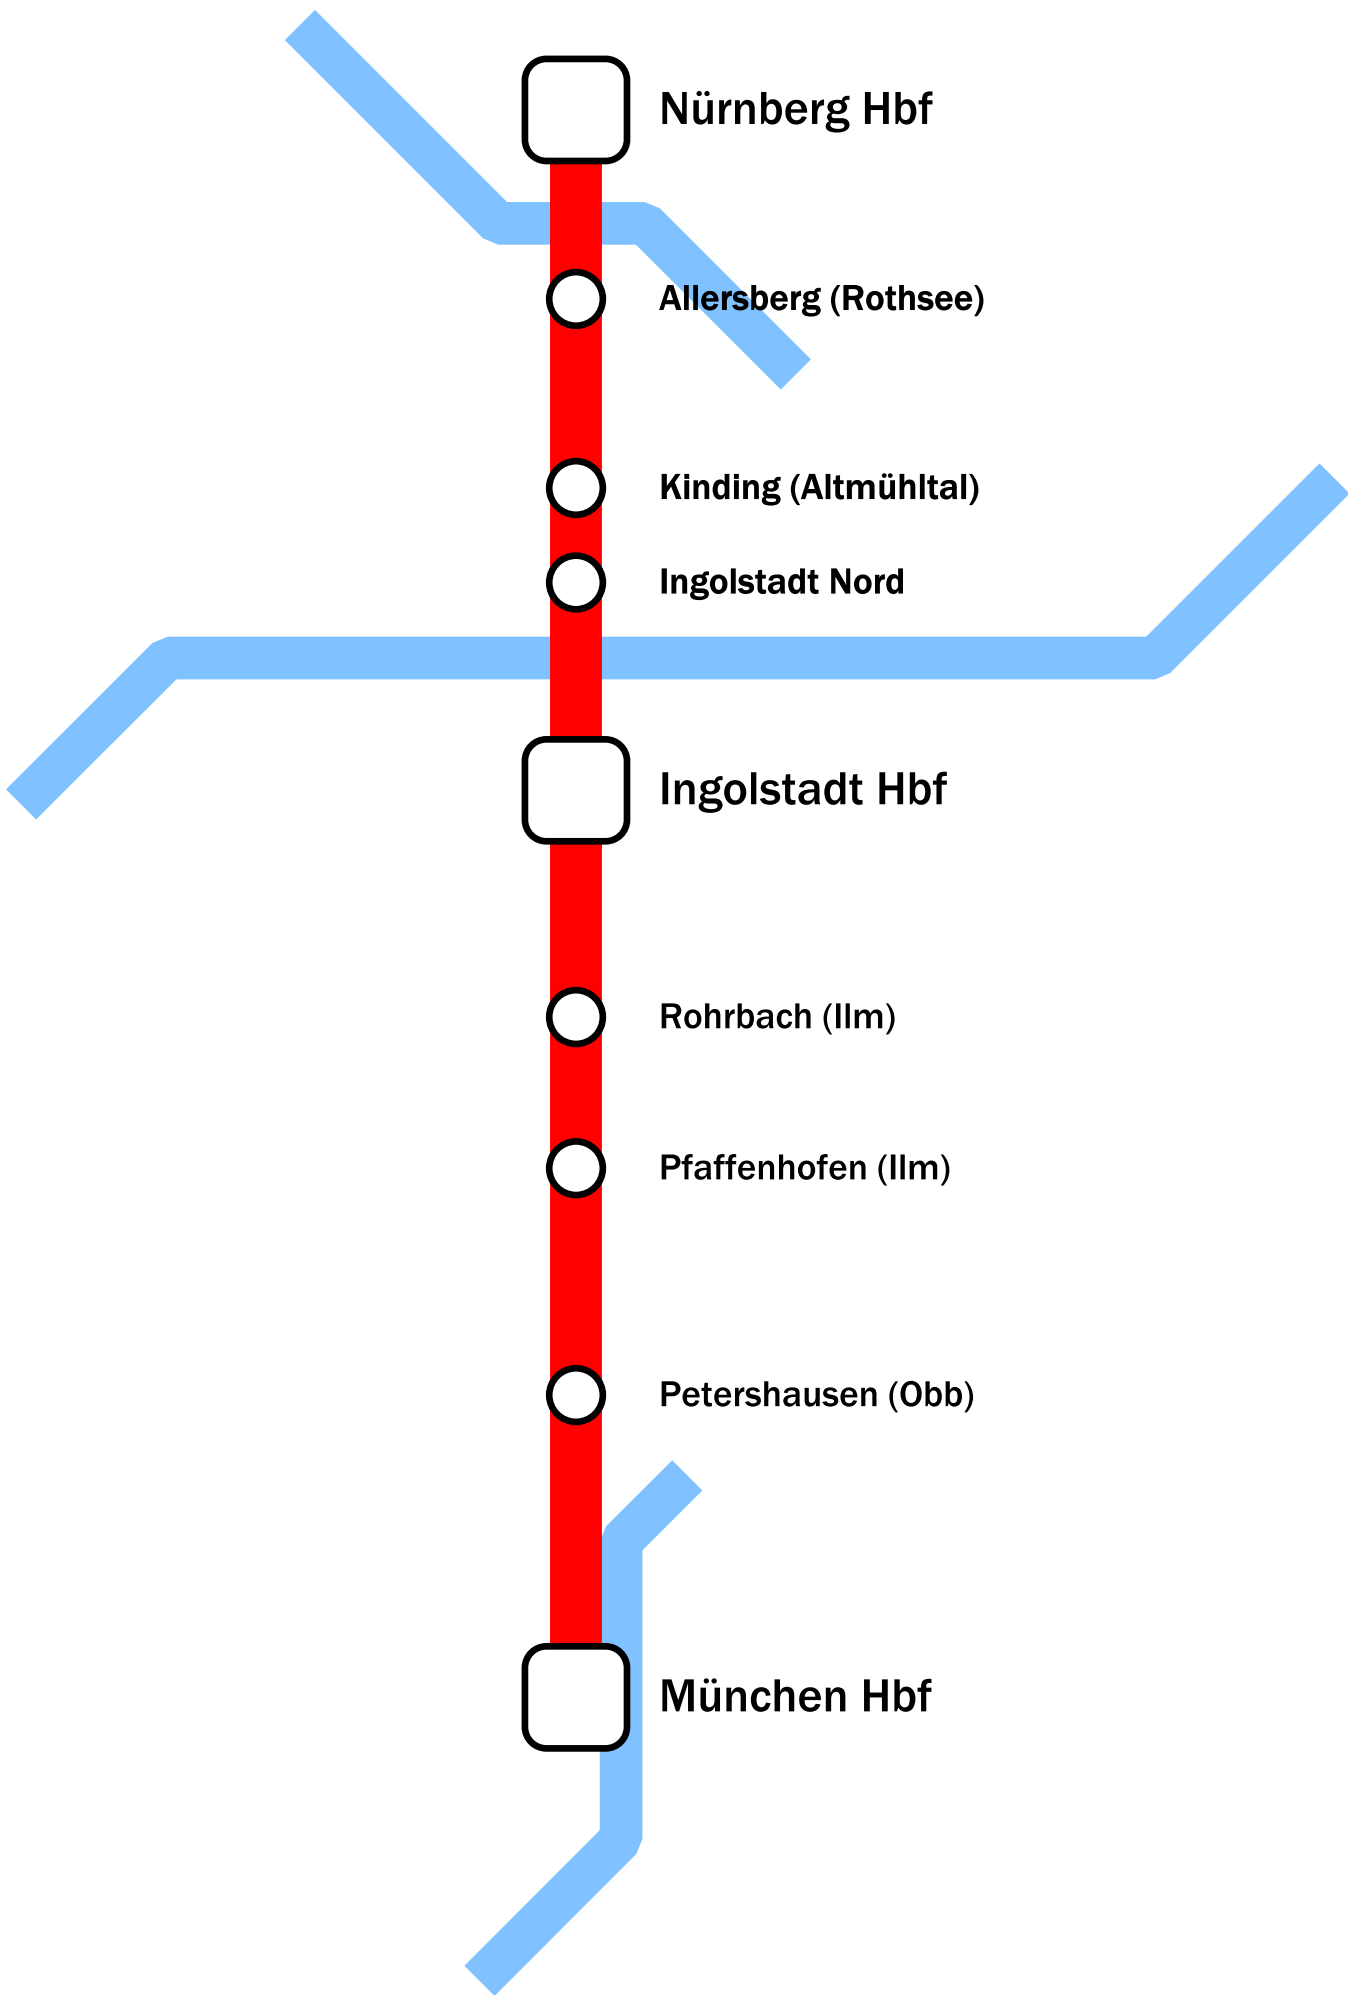 Nürnberg Hbf
Allersberg (Rothsee)
Kinding (Altmühltal)
Ingolstadt Nord
Ingolstadt Hbf
Rohrbach (Ilm)
Pfaffenhofen (Ilm)
Petershausen (Obb)
München Hbf